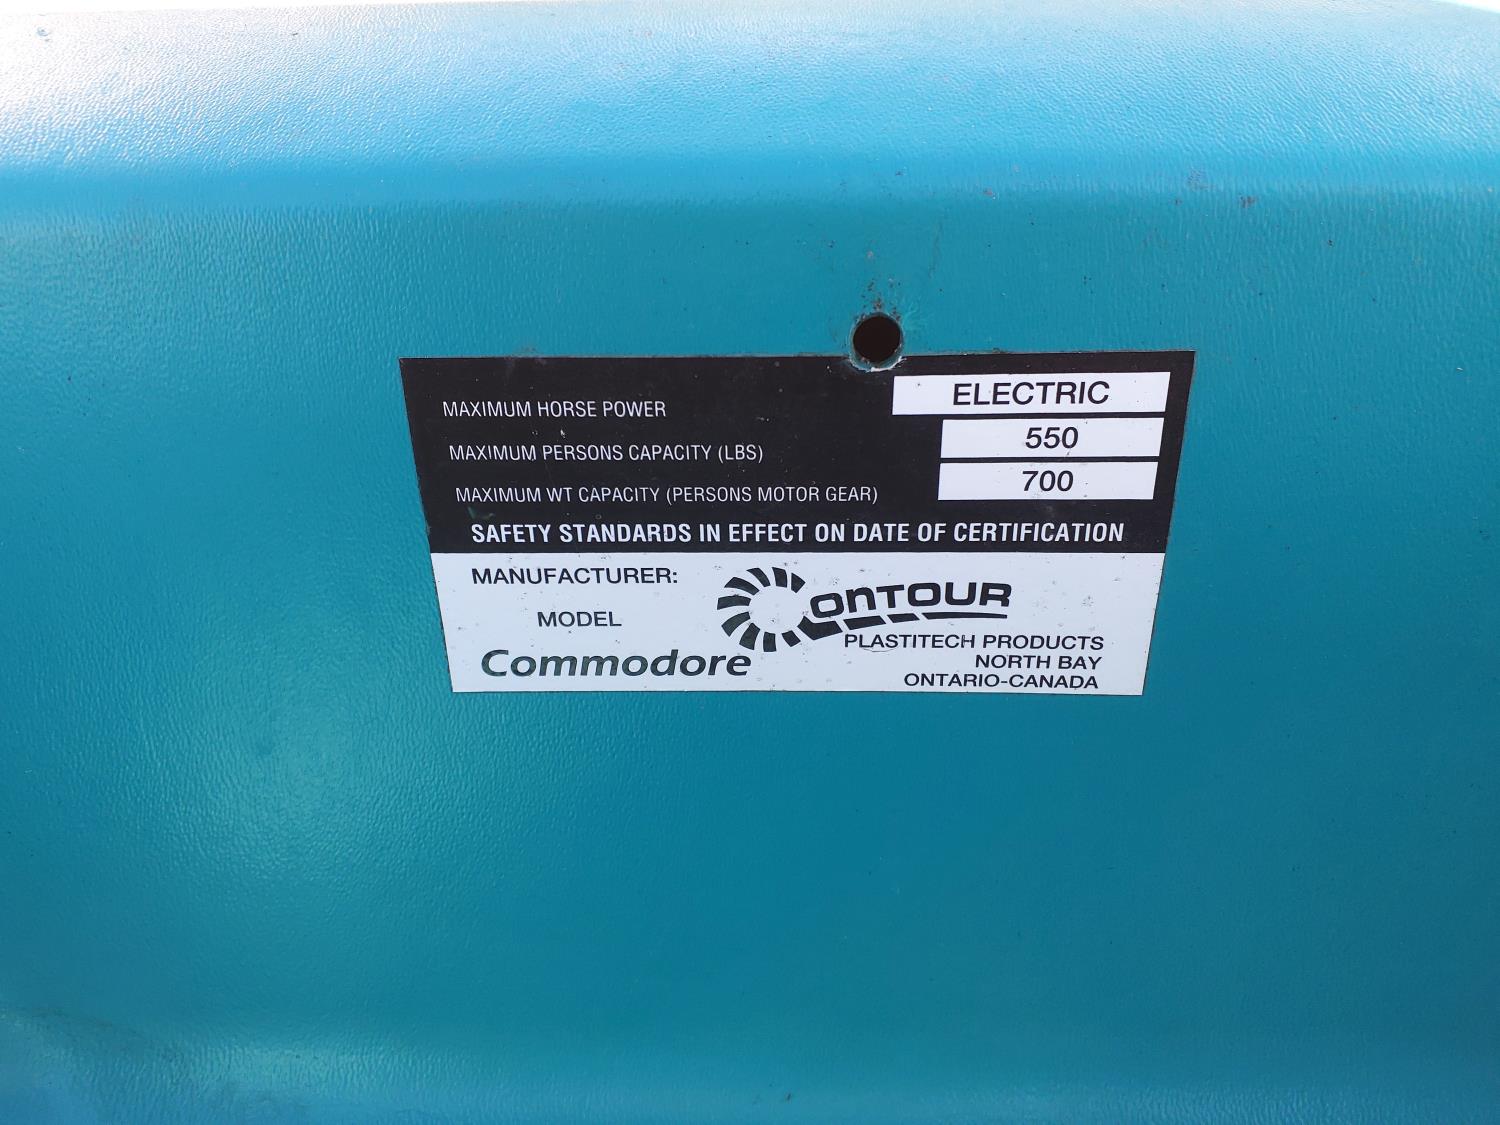 MAXIMUM HORSE POWER ELECTRIC
MAXIMUM PERSONS CAPACITY (LBS) 550
MAXIMUM WT CAPACITY (PERSONS MOTOR GEAR) 700
SAFETY STANDARDS IN EFFECT ON DATE OF CERTIFICATION
MANUFACTURER: CONTOUR
MODEL
Commodore
PLASTITECH PRODUCTS
NORTH BAY
ONTARIO-CANADA